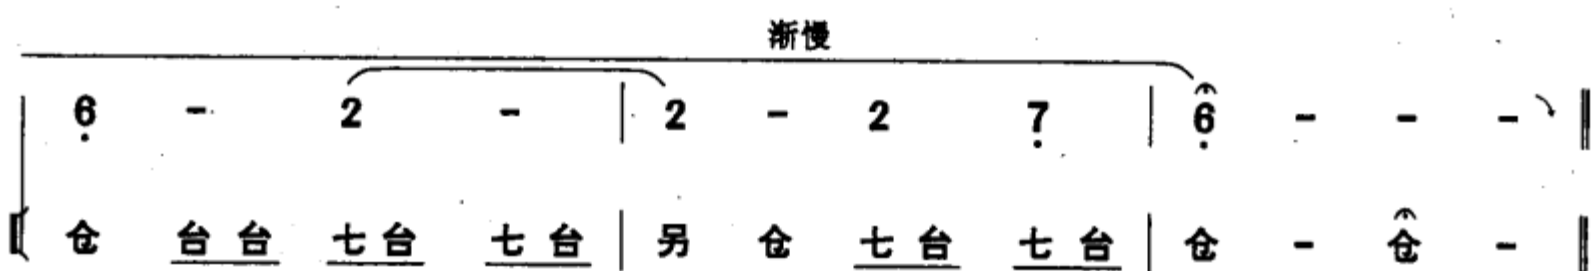 渐慢
6 - 2 - | 2 - 2 7 | 6 - - - ‖
仓 台台 七台 七台 | 另 仓 七台 七台 | 仓 - 仓 - ‖